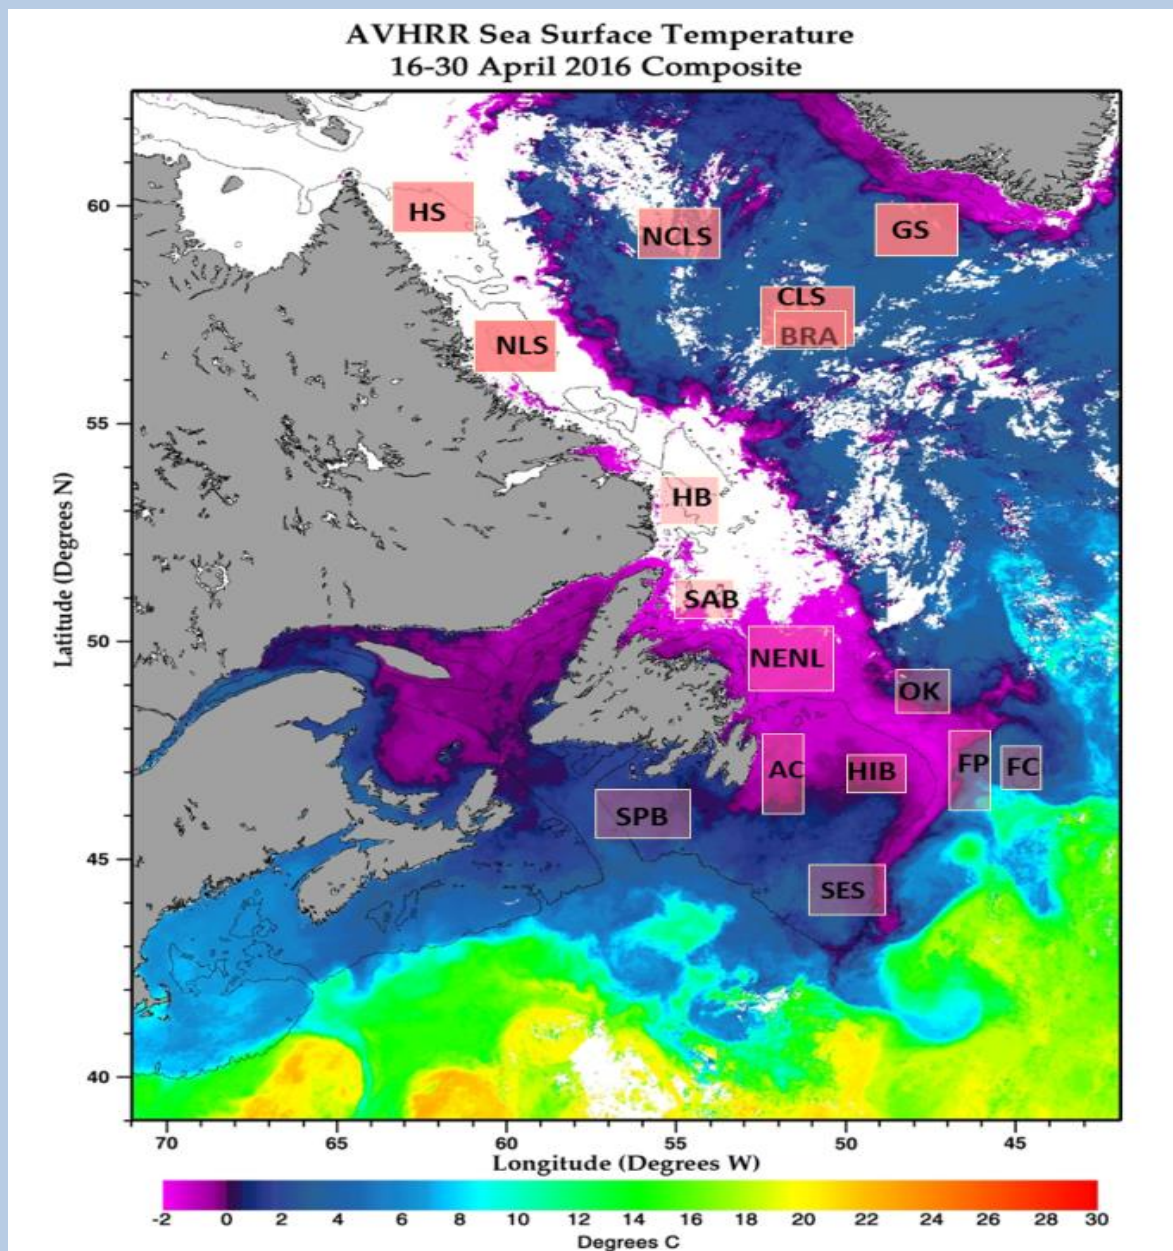 AVHRR Sea Surface Temperature
16-30 April 2016 Composite
60
HS
NCLS
GS
CLS
BRA
NLS
55
HB
SAB
50
NENL
OK
AC
HIB
FP
FC
SPB
45
SES
40
Latitude (Degrees N)
70 65 60 55 50 45
Longitude (Degrees W)
-2 0 2 4 6 8 10 12 14 16 18 20 22 24 26 28 30
Degrees C